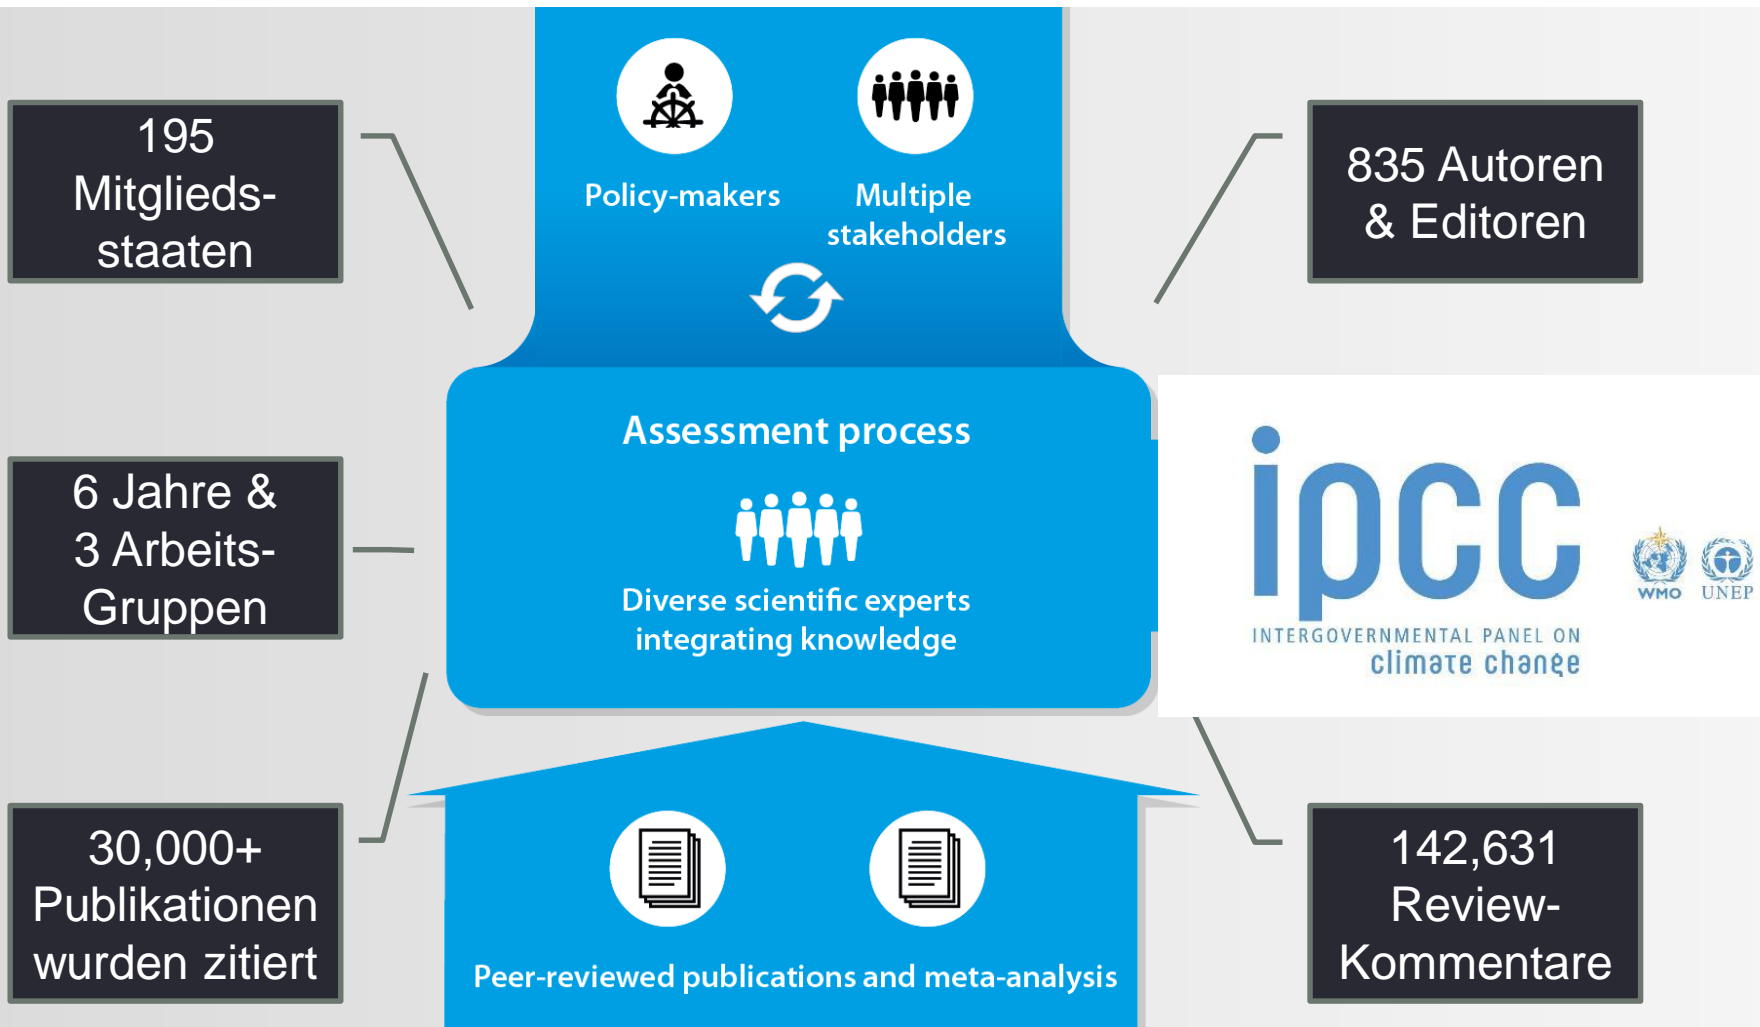 195
Mitglieds-
staaten
Policy-makers
Multiple
stakeholders
835 Autoren
& Editoren
6 Jahre &
3 Arbeits-
Gruppen
Assessment process
Diverse scientific experts
integrating knowledge
ipcc
INTERGOVERNMENTAL PANEL ON
climate change
WMO
UNEP
30,000+
Publikationen
wurden zitiert
Peer-reviewed publications and meta-analysis
142,631
Review-
Kommentare